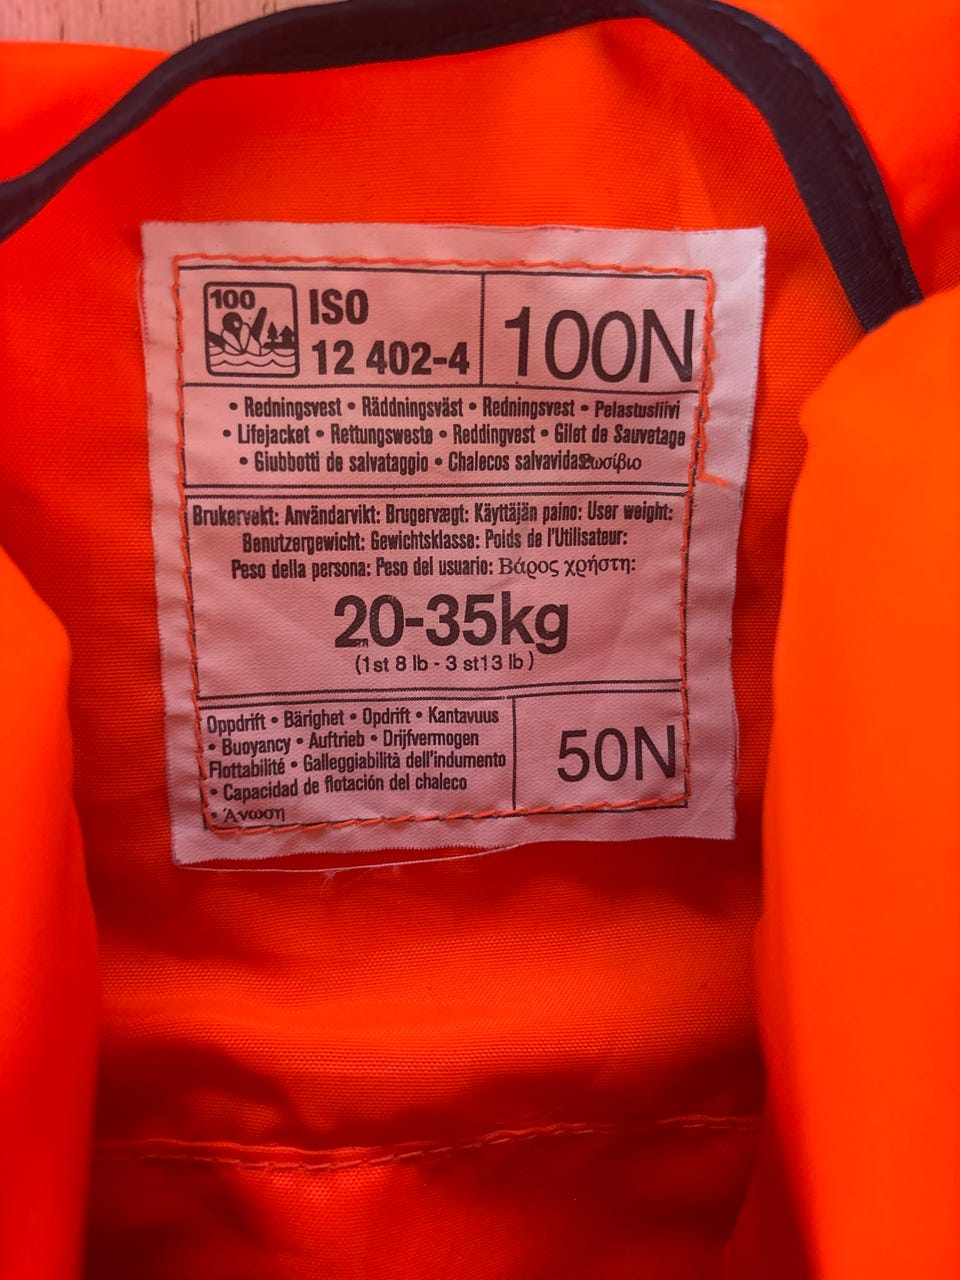 100
ISO
12 402-4
100N
• Redningsvest • Räddningsväst • Redningsvest • Pelastusliivi
• Lifejacket • Rettungsweste • Reddingvest • Gilet de Sauvetage
• Giubbotti de salvataggio • Chalecos salvavidas Σωσίβιο
Brukervekt: Användarvikt: Brugervægt: Käyttäjän paino: User weight:
Benutzergewicht: Gewichtsklasse: Poids de l'Utilisateur:
Peso della persona: Peso del usuario: Βάρος χρήστη:
20-35kg
(1st 8 lb - 3 st13 lb )
Oppdrift • Bärighet • Opdrift • Kantavuus
• Buoyancy • Auftrieb • Drijfvermogen
Flottabilité • Galleggiabilità dell'indumento
• Capacidad de flotación del chaleco
• Άνωση
50N